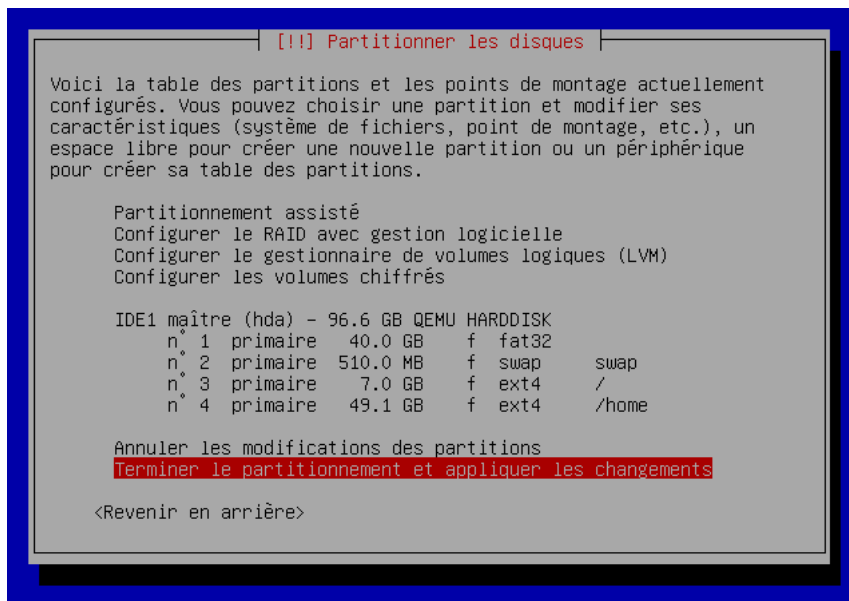 [!!] Partitionner les disques
Voici la table des partitions et les points de montage actuellement
configurés. Vous pouvez choisir une partition et modifier ses
caractéristiques (système de fichiers, point de montage, etc.), un
espace libre pour créer une nouvelle partition ou un périphérique
pour créer sa table des partitions.
Partitionnement assisté
Configurer le RAID avec gestion logicielle
Configurer le gestionnaire de volumes logiques (LVM)
Configurer les volumes chiffrés
IDE1 maître (hda) - 96.6 GB QEMU HARDDISK
n° 1 primaire 40.0 GB f fat32
n° 2 primaire 510.0 MB f swap swap
n° 3 primaire 7.0 GB f ext4 /
n° 4 primaire 49.1 GB f ext4 /home
Annuler les modifications des partitions
Terminer le partitionnement et appliquer les changements
<Revenir en arrière>